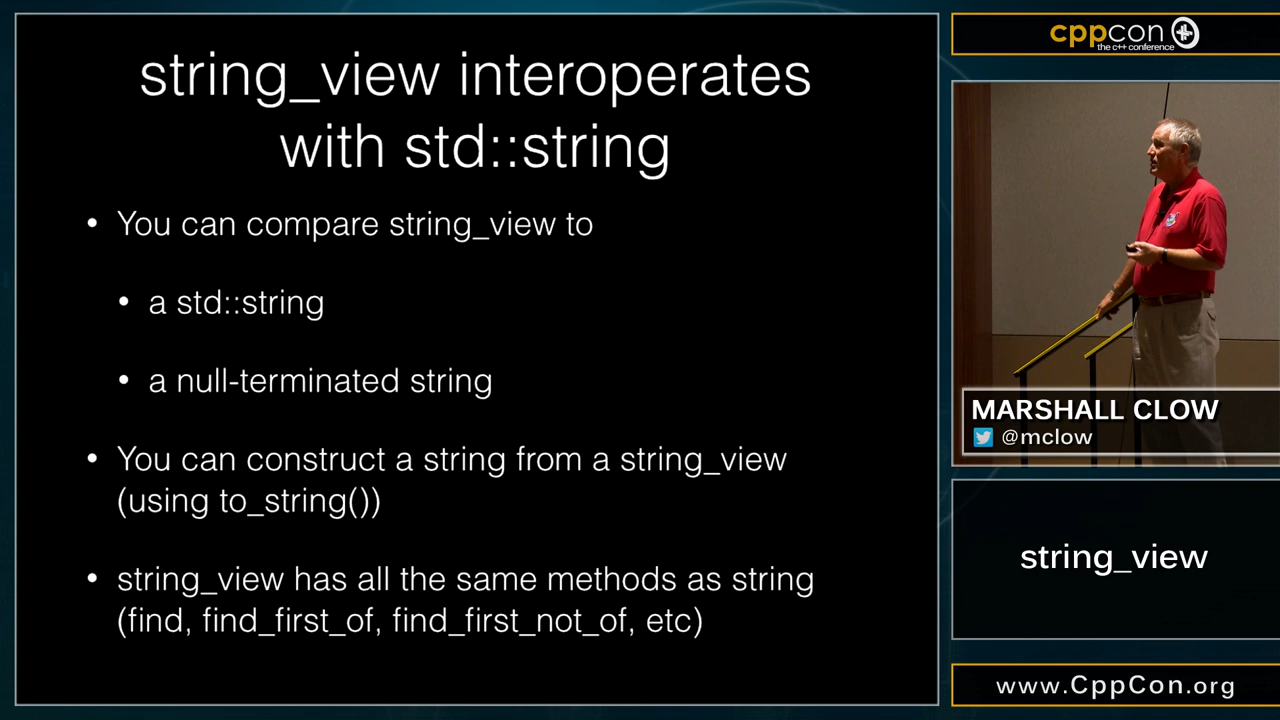 string_view interoperates
with std::string
• You can compare string_view to
• a std::string
• a null-terminated string
• You can construct a string from a string_view
(using to_string())
• string_view has all the same methods as string
(find, find_first_of, find_first_not_of, etc)
cppcon
the c++ conference
MARSHALL CLOW
@mclow
string_view
www.CppCon.org